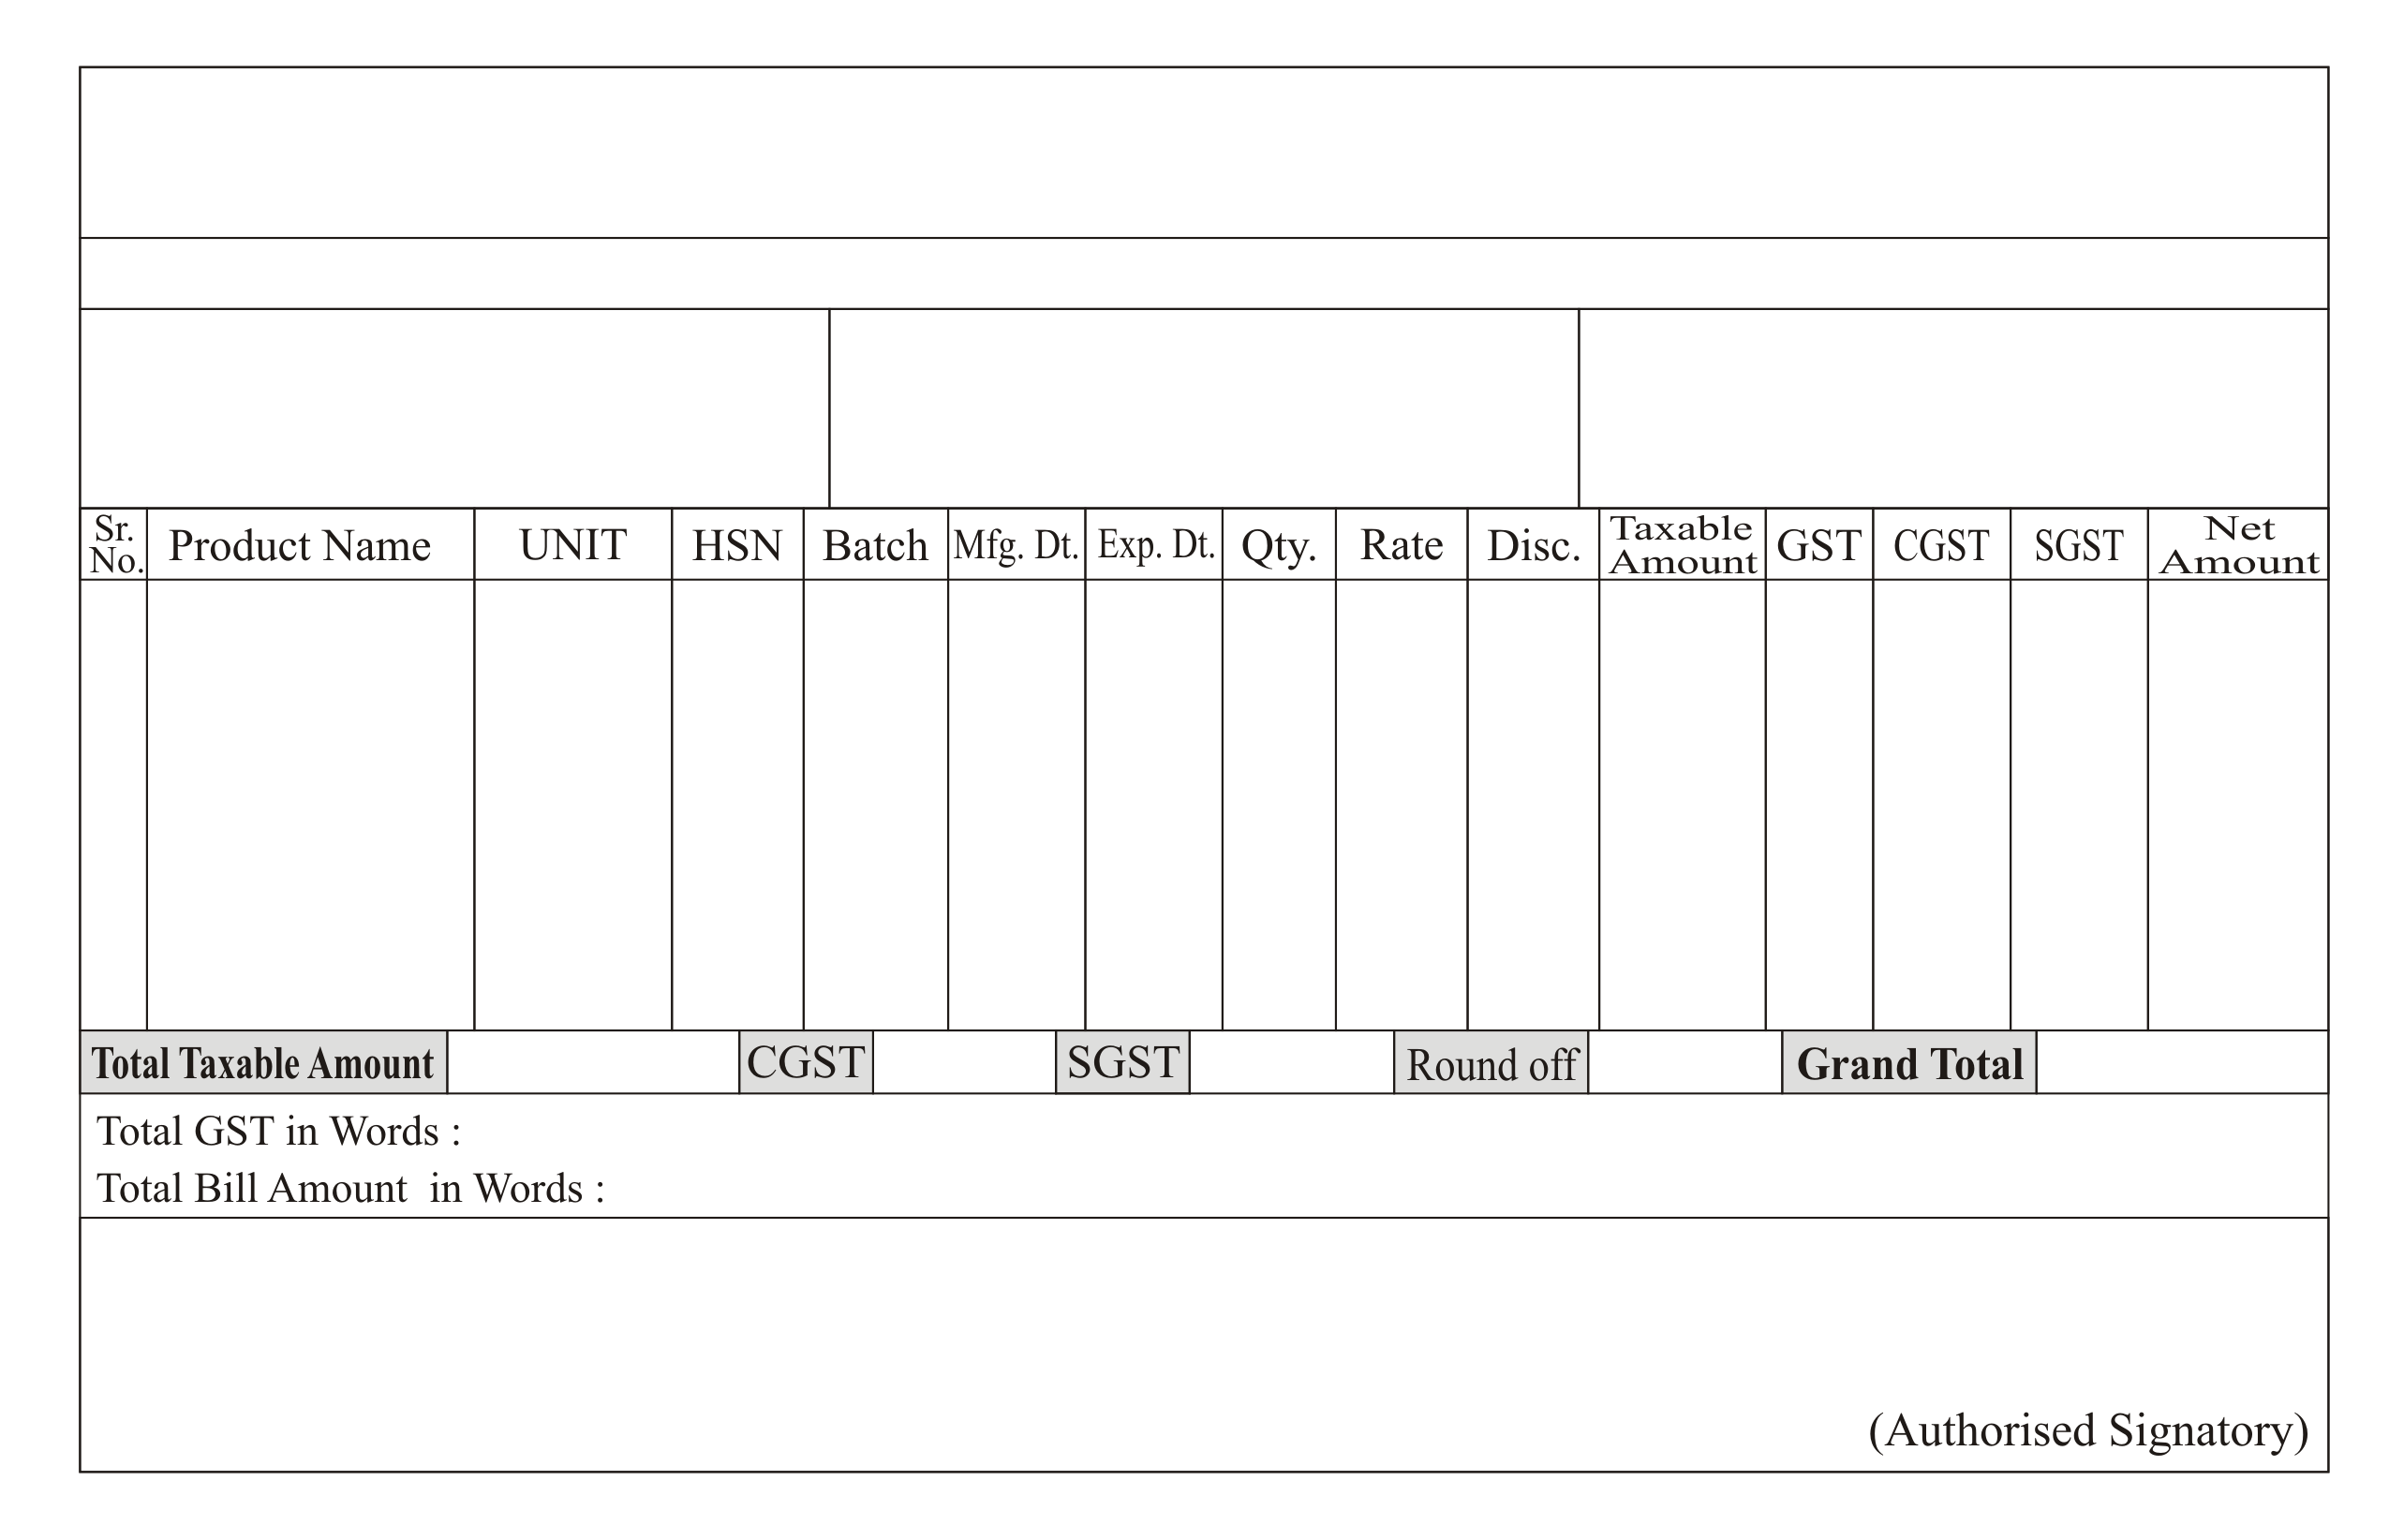 Sr. No. Product Name UNIT HSN Batch Mfg. Dt. Exp. Dt. Qty. Rate Disc. Taxable Amount GST CGST SGST Net Amount
Total Taxable Amount CGST SGST Round off Grand Total
Total GST in Words :
Total Bill Amount  in Words :
(Authorised Signatory)